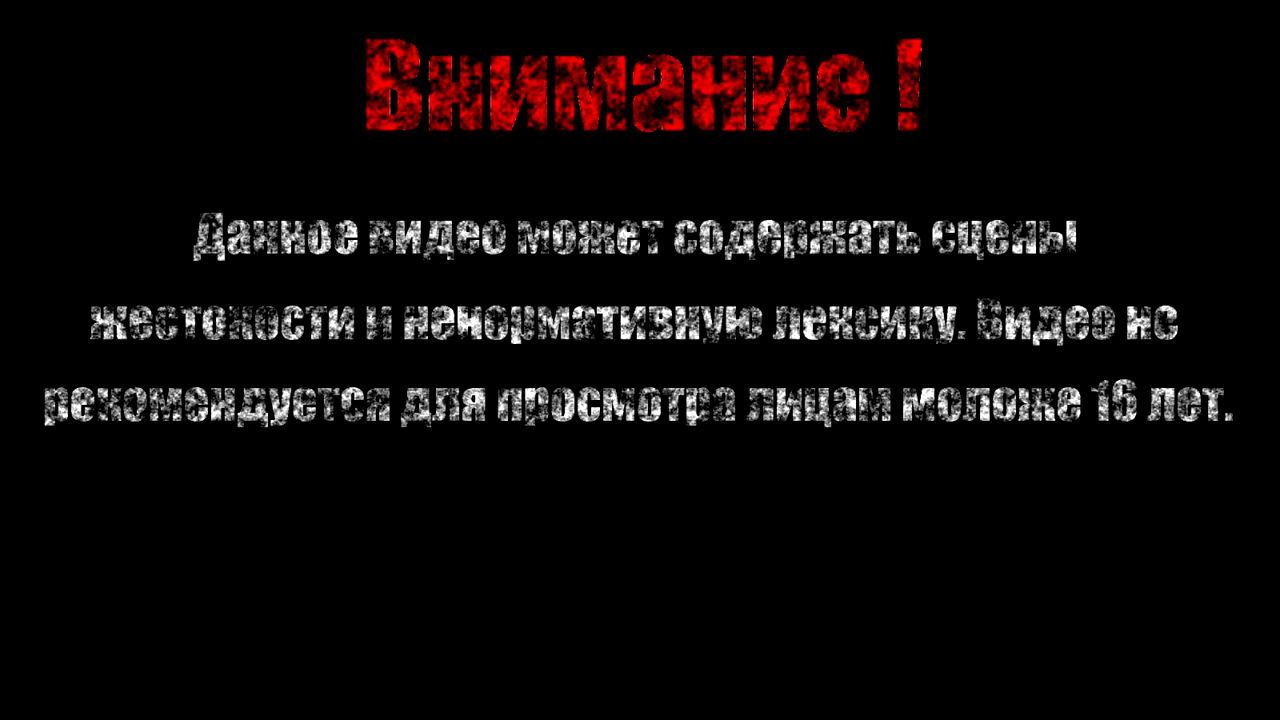 Внимание !
Данное видео может содержать сцены
жестокости и ненормативную лексику. Видео не
рекомендуется для просмотра лицам моложе 16 лет.